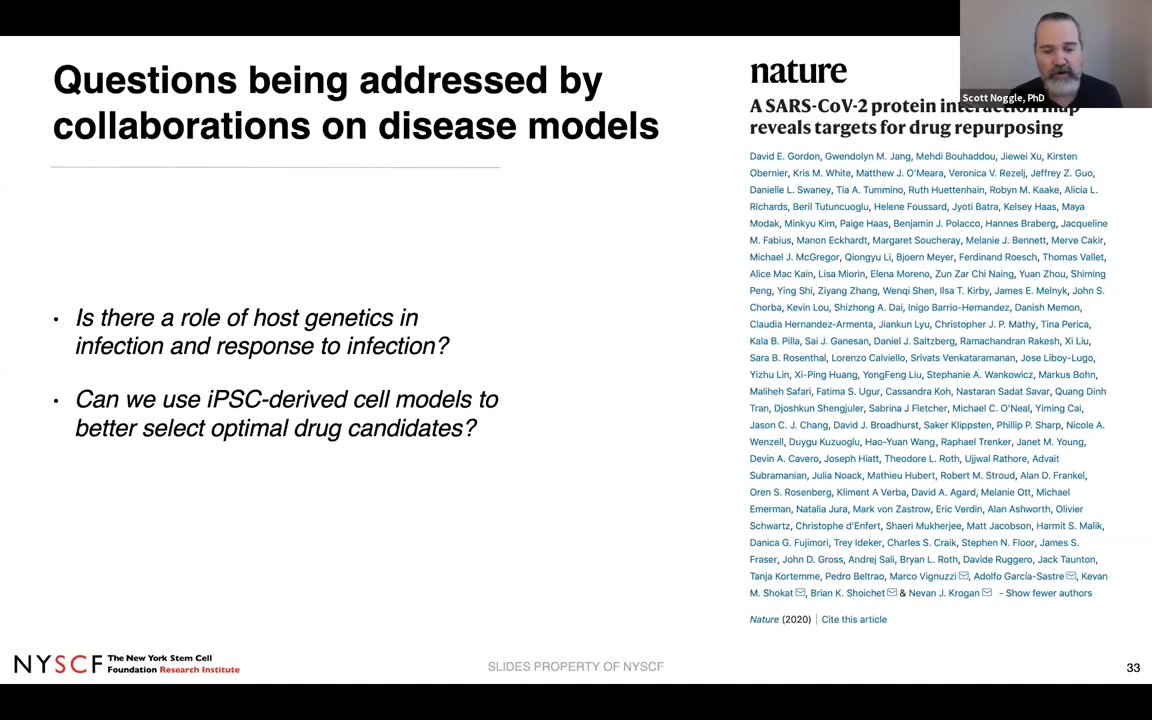 Questions being addressed by
collaborations on disease models
• Is there a role of host genetics in
infection and response to infection?
• Can we use iPSC-derived cell models to
better select optimal drug candidates?
nature
Scott Noggle, PhD
A SARS-CoV-2 protein interaction map
reveals targets for drug repurposing
David E. Gordon, Gwendolyn M. Jang, Mehdi Bouhaddou, Jiewei Xu, Kirsten
Obernier, Kris M. White, Matthew J. O'Meara, Veronica V. Rezelj, Jeffrey Z. Guo,
Danielle L. Swaney, Tia A. Tummino, Ruth Huettenhain, Robyn M. Kaake, Alicia L.
Richards, Beril Tutuncuoglu, Helene Foussard, Jyoti Batra, Kelsey Haas, Maya
Modak, Minkyu Kim, Paige Haas, Benjamin J. Polacco, Hannes Braberg, Jacqueline
M. Fabius, Manon Eckhardt, Margaret Soucheray, Melanie J. Bennett, Merve Cakir,
Michael J. McGregor, Qiongyu Li, Bjoern Meyer, Ferdinand Roesch, Thomas Vallet,
Alice Mac Kain, Lisa Miorin, Elena Moreno, Zun Zar Chi Naing, Yuan Zhou, Shiming
Peng, Ying Shi, Ziyang Zhang, Wenqi Shen, Ilsa T. Kirby, James E. Melnyk, John S.
Chorba, Kevin Lou, Shizhong A. Dai, Inigo Barrio-Hernandez, Danish Memon,
Claudia Hernandez-Armenta, Jiankun Lyu, Christopher J. P. Mathy, Tina Perica,
Kala B. Pilla, Sai J. Ganesan, Daniel J. Saltzberg, Ramachandran Rakesh, Xi Liu,
Sara B. Rosenthal, Lorenzo Calviello, Srivats Venkataramanan, Jose Liboy-Lugo,
Yizhu Lin, Xi-Ping Huang, YongFeng Liu, Stephanie A. Wankowicz, Markus Bohn,
Maliheh Safari, Fatima S. Ugur, Cassandra Koh, Nastaran Sadat Savar, Quang Dinh
Tran, Djoshkun Shengjuler, Sabrina J Fletcher, Michael C. O'Neal, Yiming Cai,
Jason C. J. Chang, David J. Broadhurst, Saker Klippsten, Phillip P. Sharp, Nicole A.
Wenzell, Duygu Kuzuoglu, Hao-Yuan Wang, Raphael Trenker, Janet M. Young,
Devin A. Cavero, Joseph Hiatt, Theodore L. Roth, Ujjwal Rathore, Advait
Subramanian, Julia Noack, Mathieu Hubert, Robert M. Stroud, Alan D. Frankel,
Oren S. Rosenberg, Kliment A Verba, David A. Agard, Melanie Ott, Michael
Emerman, Natalia Jura, Mark von Zastrow, Eric Verdin, Alan Ashworth, Olivier
Schwartz, Christophe d'Enfert, Shaeri Mukherjee, Matt Jacobson, Harmit S. Malik,
Danica G. Fujimori, Trey Ideker, Charles S. Craik, Stephen N. Floor, James S.
Fraser, John D. Gross, Andrej Sali, Bryan L. Roth, Davide Ruggero, Jack Taunton,
Tanja Kortemme, Pedro Beltrao, Marco Vignuzzi, Adolfo García-Sastre, Kevan
M. Shokat, Brian K. Shoichet & Nevan J. Krogan - Show fewer authors
Nature (2020) | Cite this article
NYSCF The New York Stem Cell
Foundation Research Institute
SLIDES PROPERTY OF NYSCF
33